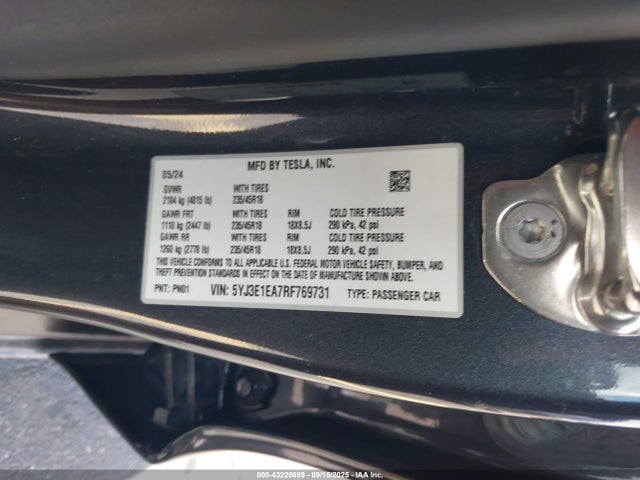 MFD BY TESLA, INC.
05/24
GVWR WITH TIRES
2184 kg (4815 lb) 235/45R18
GAWR FRT WITH TIRES RIM COLD TIRE PRESSURE
1110 kg (2447 lb) 235/45R18 18X8.5J 290 kPa, 42 psi
GAWR RR WITH TIRES RIM COLD TIRE PRESSURE
1260 kg (2778 lb) 235/45R18 18X8.5J 290 kPa, 42 psi
THIS VEHICLE CONFORMS TO ALL APPLICABLE U.S. FEDERAL MOTOR VEHICLE SAFETY, BUMPER, AND
THEFT PREVENTION STANDARDS IN EFFECT ON THE DATE OF MANUFACTURE SHOWN ABOVE.
PNT: PN01 VIN: 5YJ3E1EA7RF769731 TYPE: PASSENGER CAR
000-43228699 - 09/15/2025 - IAAI.COM